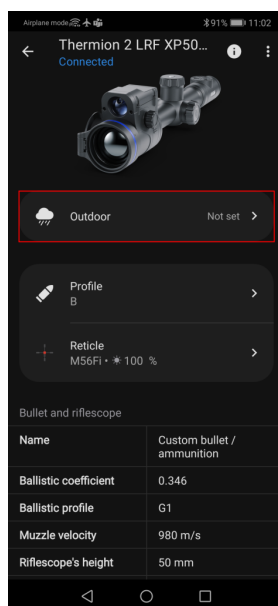 Airplane mode 91% 11:02
Thermion 2 LRF XP50...
Connected
Outdoor Not set
Profile
B
Reticle
M56Fi • 100 %
Bullet and riflescope
Name Custom bullet / ammunition
Ballistic coefficient 0.346
Ballistic profile G1
Muzzle velocity 980 m/s
Riflescope's height 50 mm